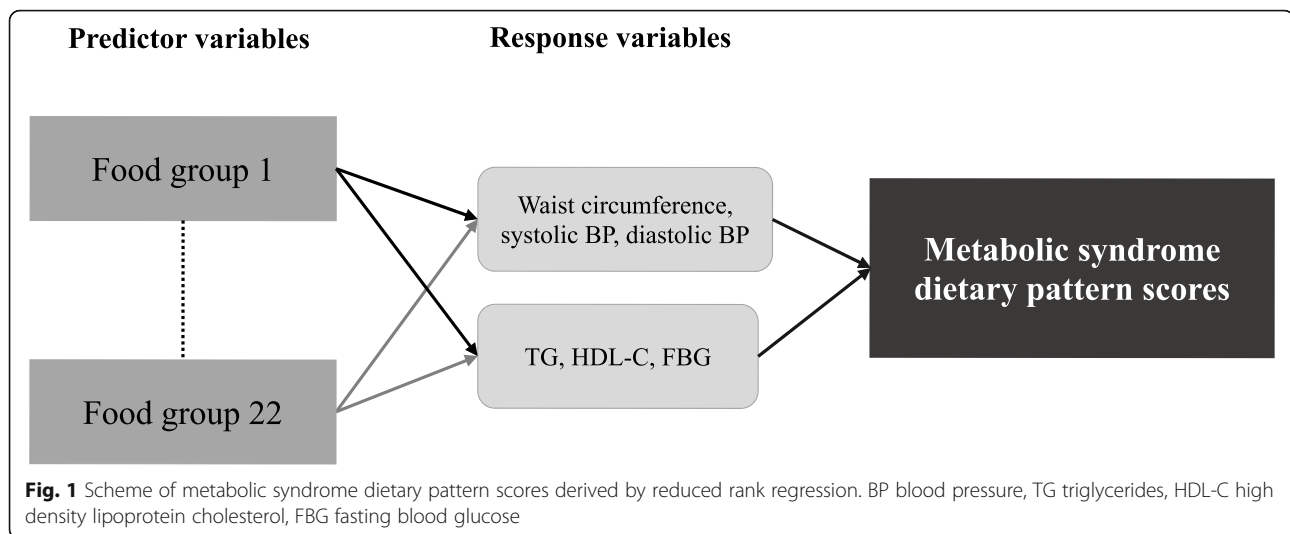 Predictor variables
Response variables
Food group 1
Food group 22
Waist circumference,
systolic BP, diastolic BP
TG, HDL-C, FBG
Metabolic syndrome
dietary pattern scores
Fig. 1 Scheme of metabolic syndrome dietary pattern scores derived by reduced rank regression. BP blood pressure, TG triglycerides, HDL-C high
density lipoprotein cholesterol, FBG fasting blood glucose